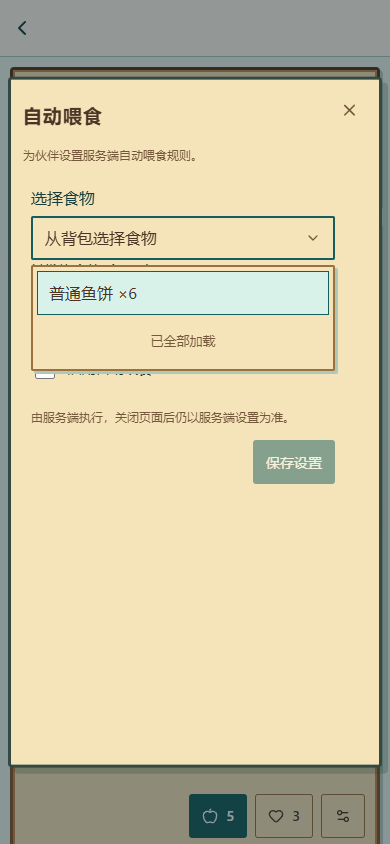 自动喂食
为伙伴设置服务端自动喂食规则。
选择食物
从背包选择食物
普通鱼饼 ×6
已全部加载
由服务端执行，关闭页面后仍以服务端设置为准。
保存设置
5
3